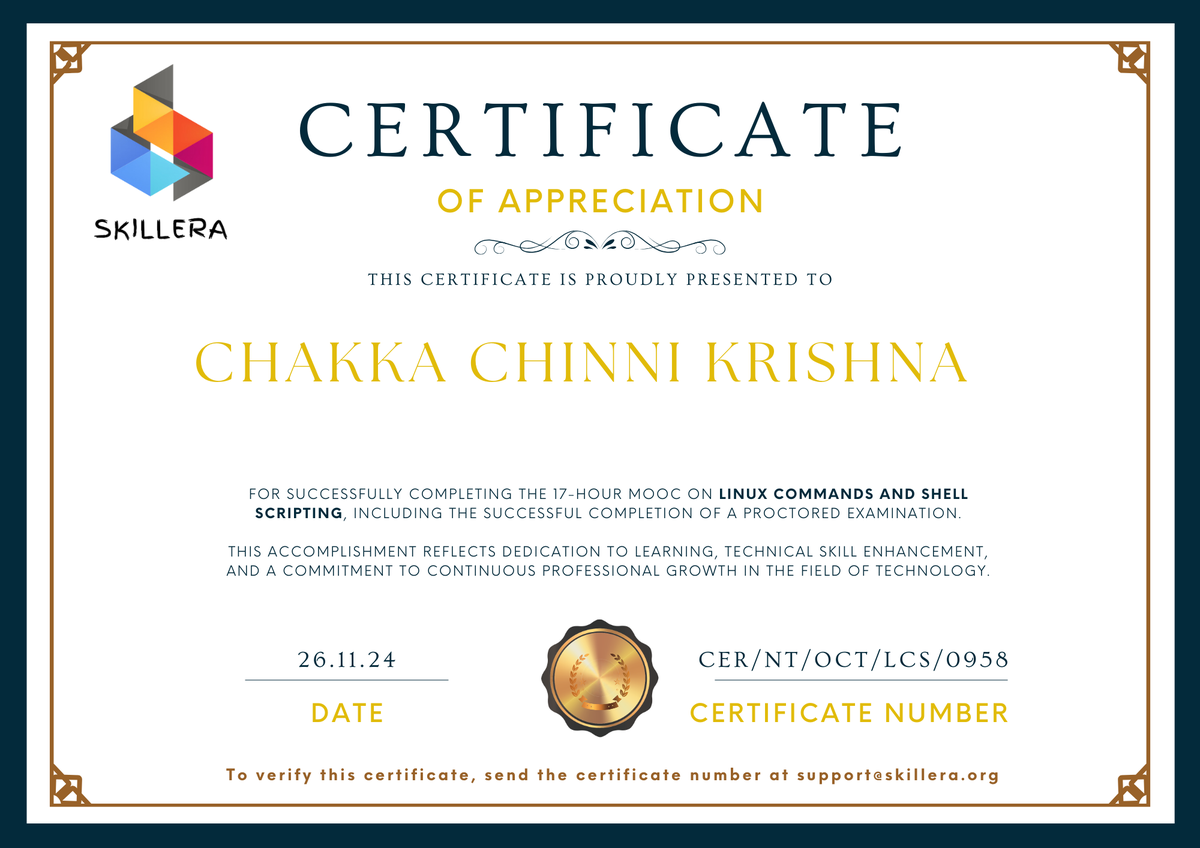 SKILLERA
CERTIFICATE
OF APPRECIATION
THIS CERTIFICATE IS PROUDLY PRESENTED TO
CHAKKA CHINNI KRISHNA
FOR SUCCESSFULLY COMPLETING THE 17-HOUR MOOC ON LINUX COMMANDS AND SHELL
SCRIPTING, INCLUDING THE SUCCESSFUL COMPLETION OF A PROCTORED EXAMINATION.
THIS ACCOMPLISHMENT REFLECTS DEDICATION TO LEARNING, TECHNICAL SKILL ENHANCEMENT,
AND A COMMITMENT TO CONTINUOUS PROFESSIONAL GROWTH IN THE FIELD OF TECHNOLOGY.
26.11.24
DATE
CER/NT/OCT/LCS/0958
CERTIFICATE NUMBER
To verify this certificate, send the certificate number at support@skillera.org